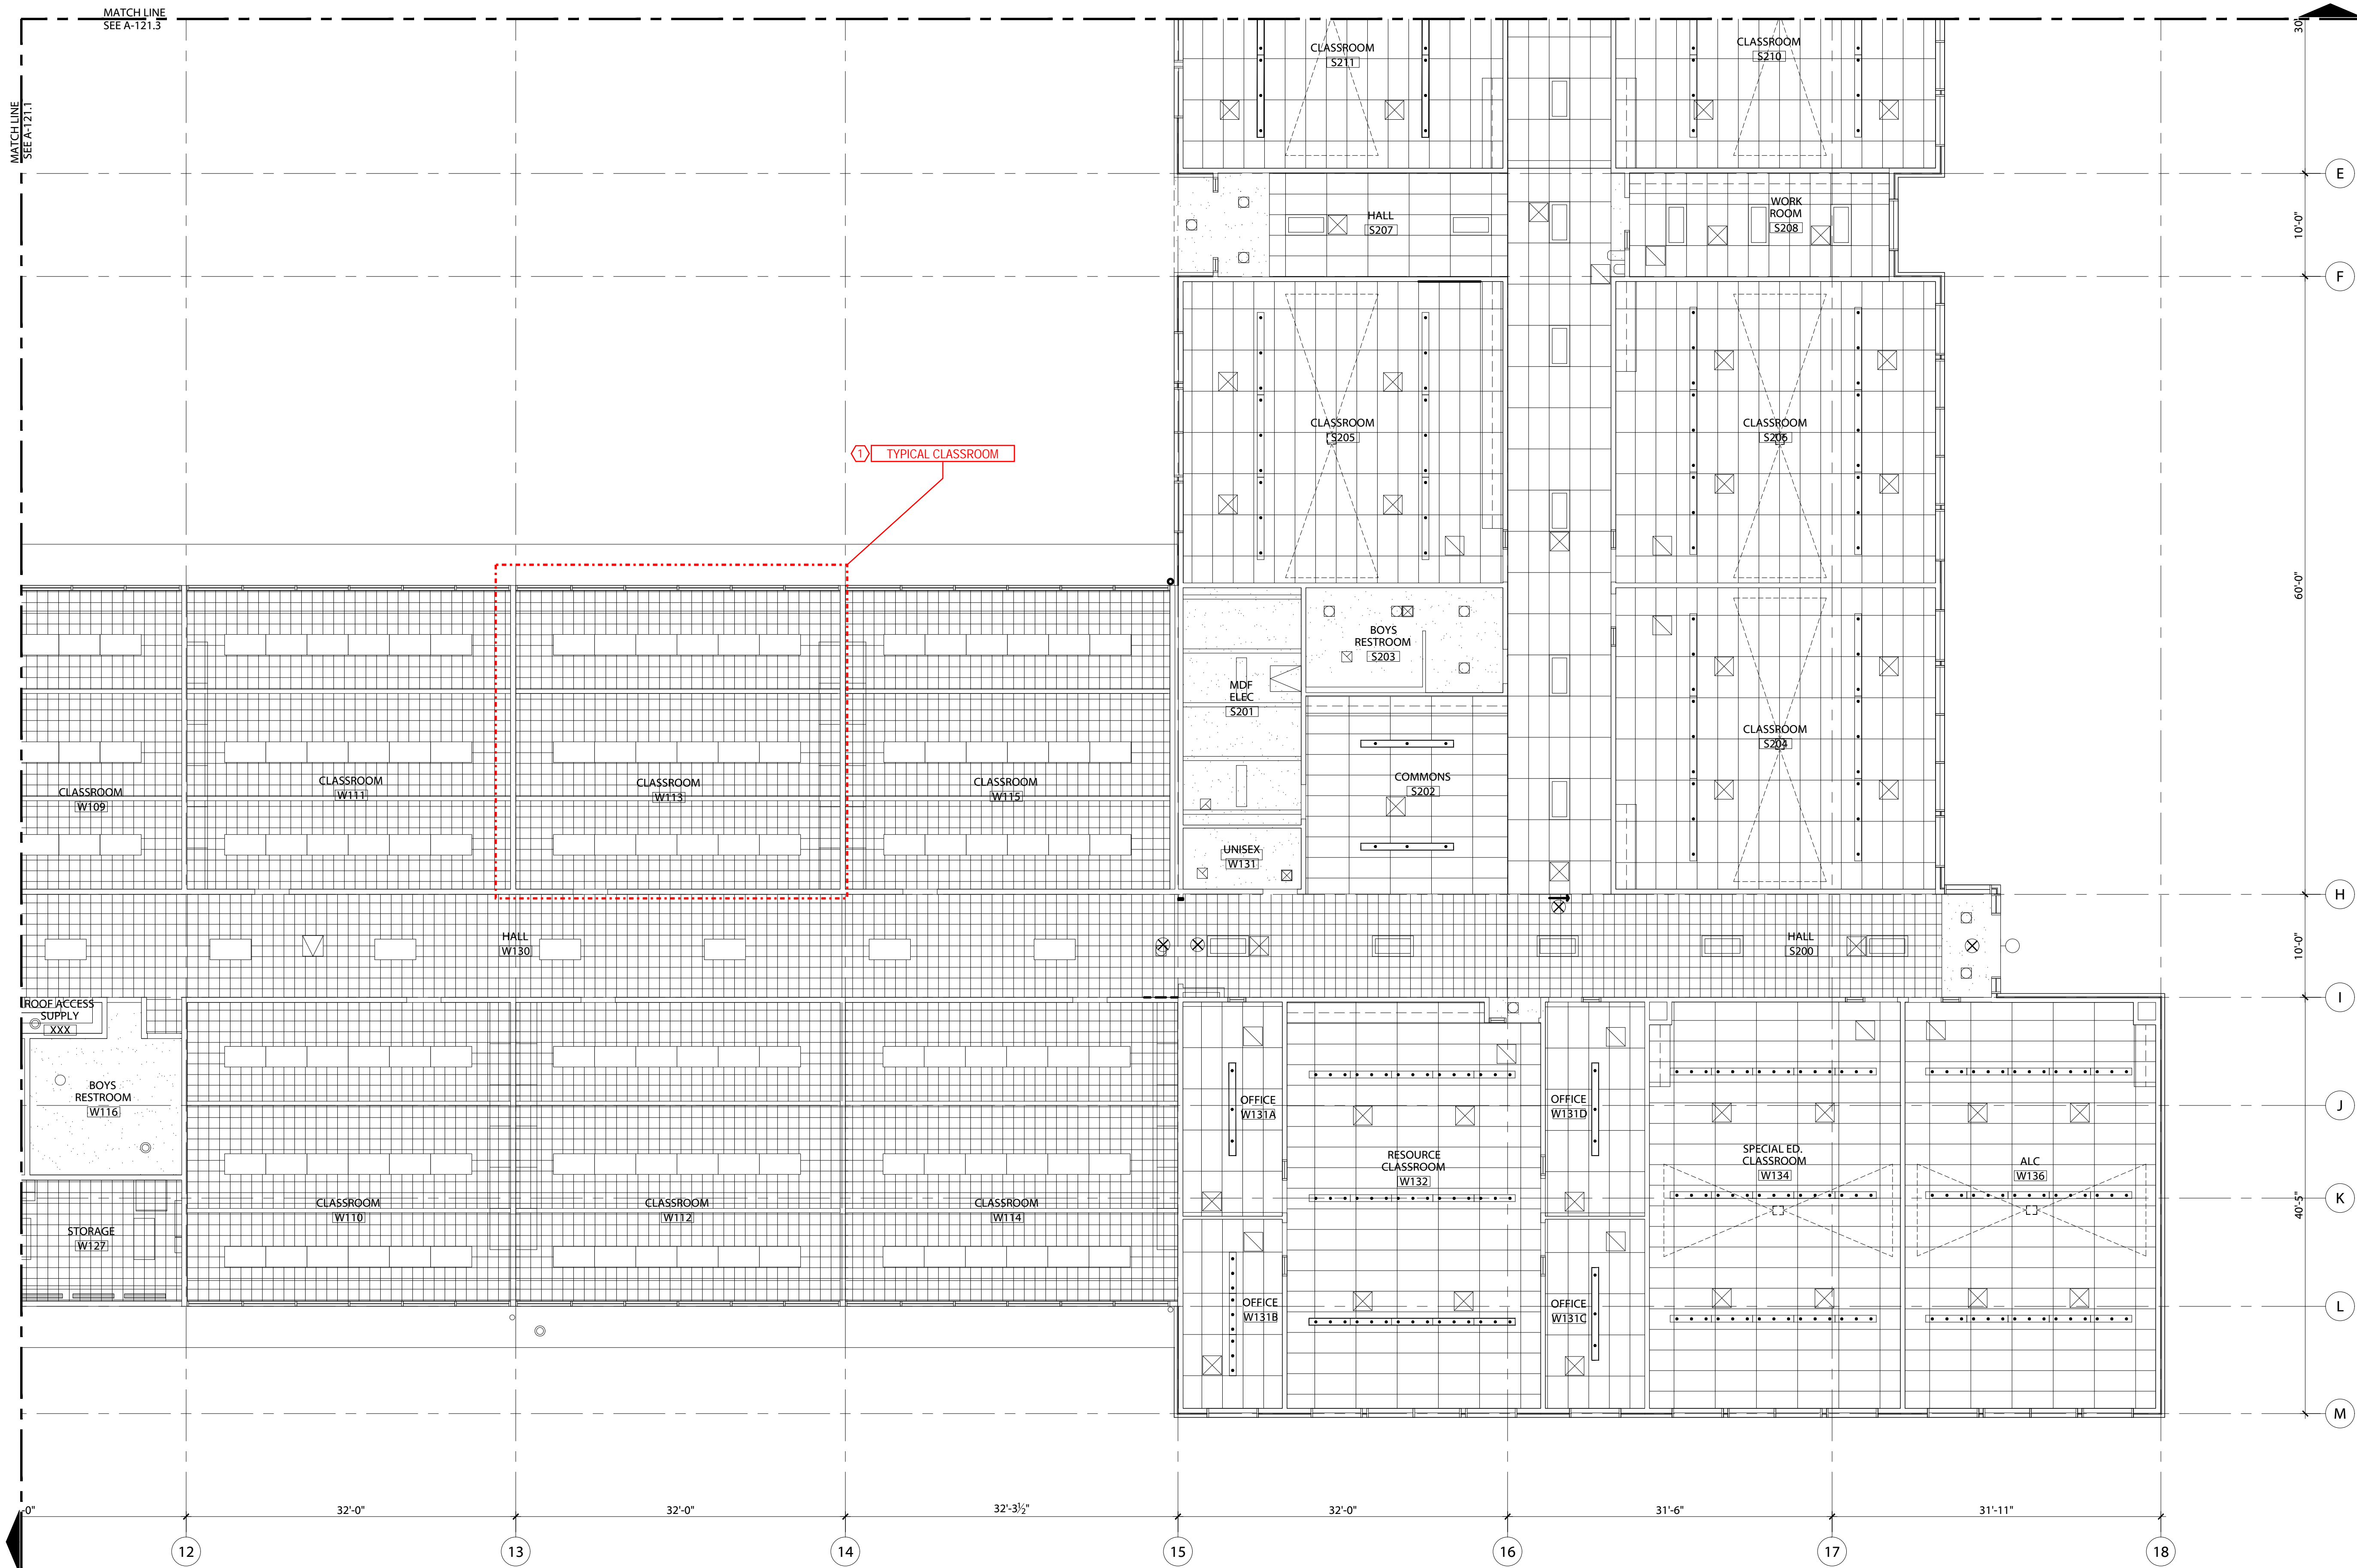 MATCH LINE
SEE A-121.3
MATCH LINE
SEE A-121.1
CLASSROOM
S211
CLASSROOM
S210
30'
E
HALL
S207
WORK
ROOM
S208
10'-0"
F
CLASSROOM
S205
CLASSROOM
S206
1 TYPICAL CLASSROOM
60'-0"
BOYS
RESTROOM
S203
MDF
ELEC
S201
CLASSROOM
S204
COMMONS
S202
CLASSROOM
W109
CLASSROOM
W111
CLASSROOM
W113
CLASSROOM
W115
UNISEX
W131
H
HALL
W130
HALL
S200
10'-0"
I
ROOF ACCESS
SUPPLY
XXX
BOYS
RESTROOM
W116
OFFICE
W131A
OFFICE
W131D
J
RESOURCE
CLASSROOM
W132
SPECIAL ED.
CLASSROOM
W134
ALC
W136
CLASSROOM
W110
CLASSROOM
W112
CLASSROOM
W114
K
40'-5"
STORAGE
W127
OFFICE
W131B
OFFICE
W131C
L
M
-0"
32'-0"
32'-0"
32'-3½"
32'-0"
31'-6"
31'-11"
12
13
14
15
16
17
18